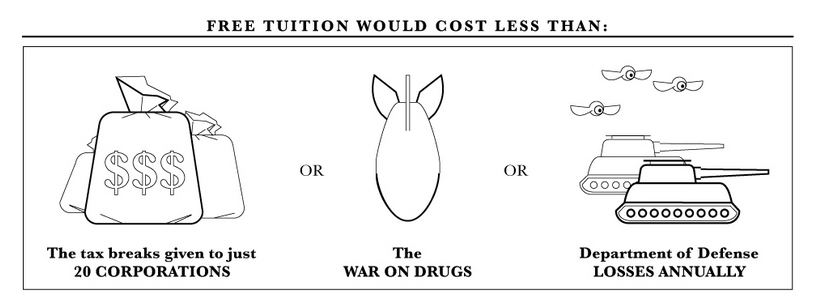 FREE TUITION WOULD COST LESS THAN:
$$$
OR
OR
The tax breaks given to just
20 CORPORATIONS
The
WAR ON DRUGS
Department of Defense
LOSSES ANNUALLY